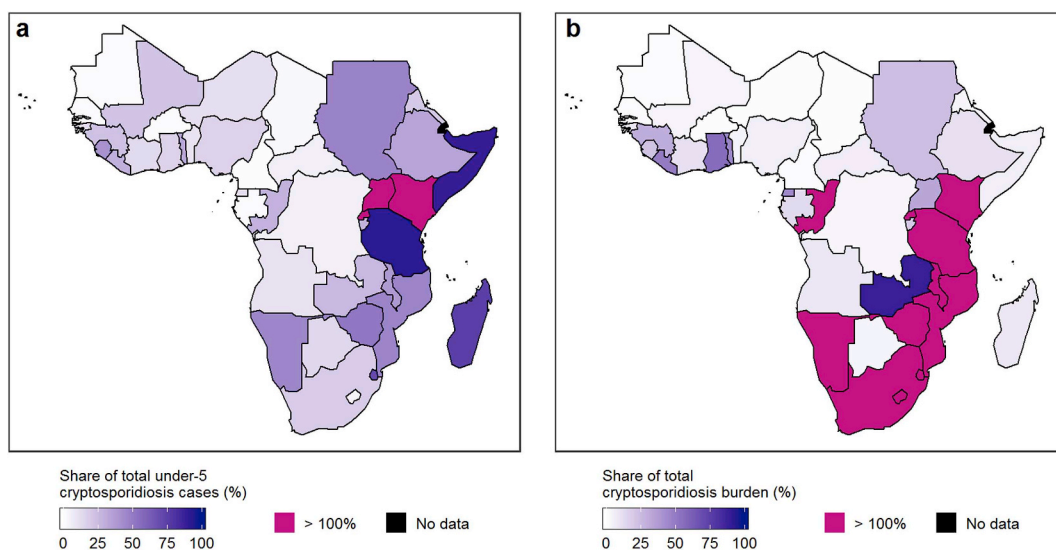 a
b
Share of total under-5
cryptosporidiosis cases (%)
0 25 50 75 100
> 100%
No data
Share of total
cryptosporidiosis burden (%)
0 25 50 75 100
> 100%
No data